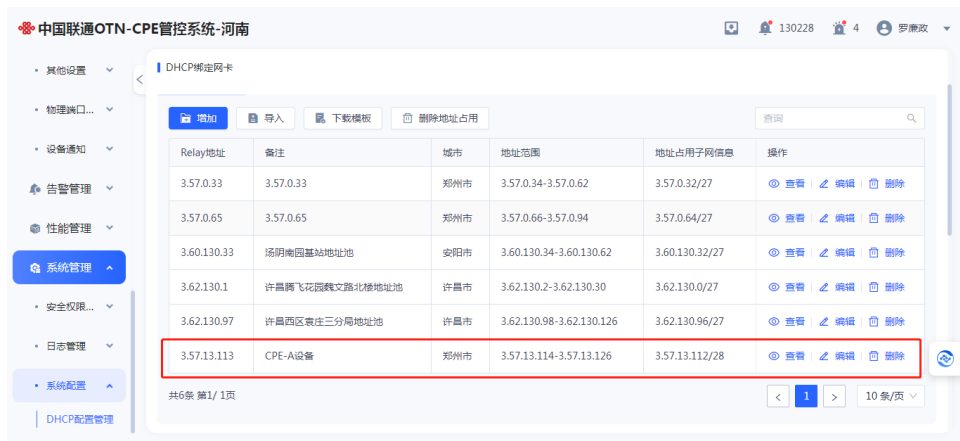 中国联通OTN-CPE管控系统-河南
130228
4
罗廉政
其他设置
物理端口...
设备通知
告警管理
性能管理
系统管理
安全权限...
日志管理
系统配置
DHCP配置管理
DHCP绑定网卡
增加 导入 下载模板 删除地址占用 查询
Relay地址 备注 城市 地址范围 地址占用子网信息 操作
3.57.0.33 3.57.0.33 郑州市 3.57.0.34-3.57.0.62 3.57.0.32/27 查看 编辑 删除
3.57.0.65 3.57.0.65 郑州市 3.57.0.66-3.57.0.94 3.57.0.64/27 查看 编辑 删除
3.60.130.33 汤阴南园基站地址池 安阳市 3.60.130.34-3.60.130.62 3.60.130.32/27 查看 编辑 删除
3.62.130.1 许昌腾飞花园魏文路北楼地址池 许昌市 3.62.130.2-3.62.130.30 3.62.130.0/27 查看 编辑 删除
3.62.130.97 许昌西区袁庄三分局地址池 许昌市 3.62.130.98-3.62.130.126 3.62.130.96/27 查看 编辑 删除
3.57.13.113 CPE-A设备 郑州市 3.57.13.114-3.57.13.126 3.57.13.112/28 查看 编辑 删除
共6条 第1/ 1页 < 1 > 10 条/页